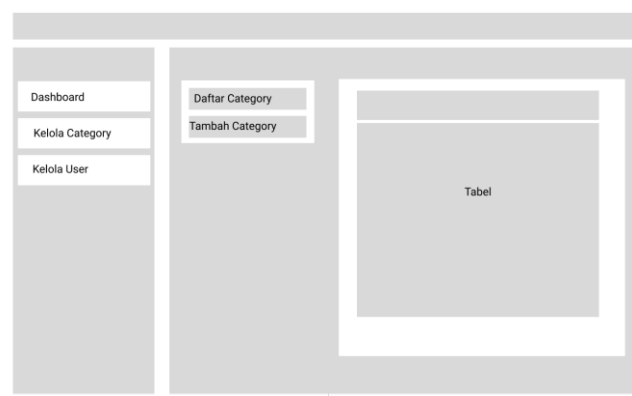 Dashboard
Kelola Category
Kelola User
Daftar Category
Tambah Category
Tabel